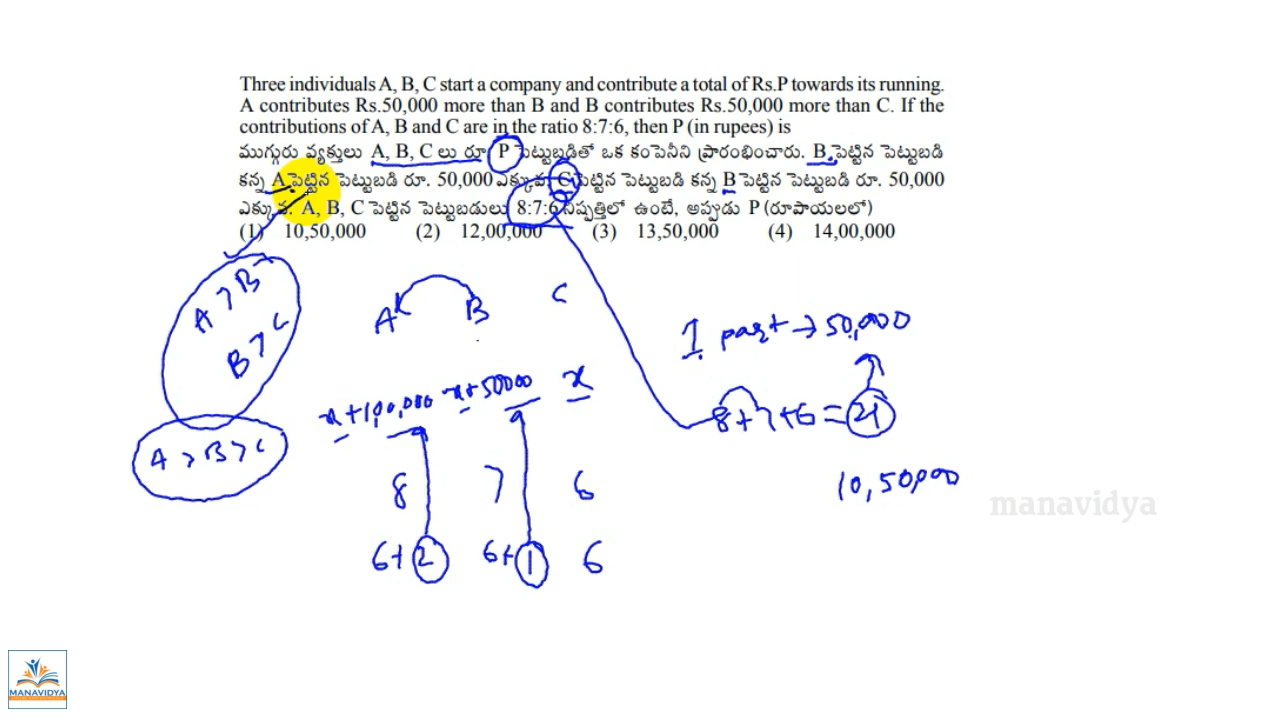 Three individuals A, B, C start a company and contribute a total of Rs.P towards its running.
A contributes Rs.50,000 more than B and B contributes Rs.50,000 more than C. If the
contributions of A, B and C are in the ratio 8:7:6, then P (in rupees) is
ముగ్గురు వ్యక్తులు A, B, C లు రూ P పెట్టుబడితో ఒక కంపెనీని ప్రారంభించారు. B పెట్టిన పెట్టుబడి
కన్న A పెట్టిన పెట్టుబడి రూ. 50,000 ఎక్కువ. C పెట్టిన పెట్టుబడి కన్న B పెట్టిన పెట్టుబడి రూ. 50,000
ఎక్కువ. A, B, C పెట్టిన పెట్టుబడులు 8:7:6 నిష్పత్తిలో ఉంటే, అప్పుడు P (రూపాయలలో)
(1) 10,50,000 (2) 12,00,000 (3) 13,50,000 (4) 14,00,000
A > B
B > C
A > B > C
A B C
x+1,00,000 x+50000 x
8 7 6
6+2 6+1 6
1 part → 50,000
8+7+6=21
10,50,000
manavidya
MANAVIDYA